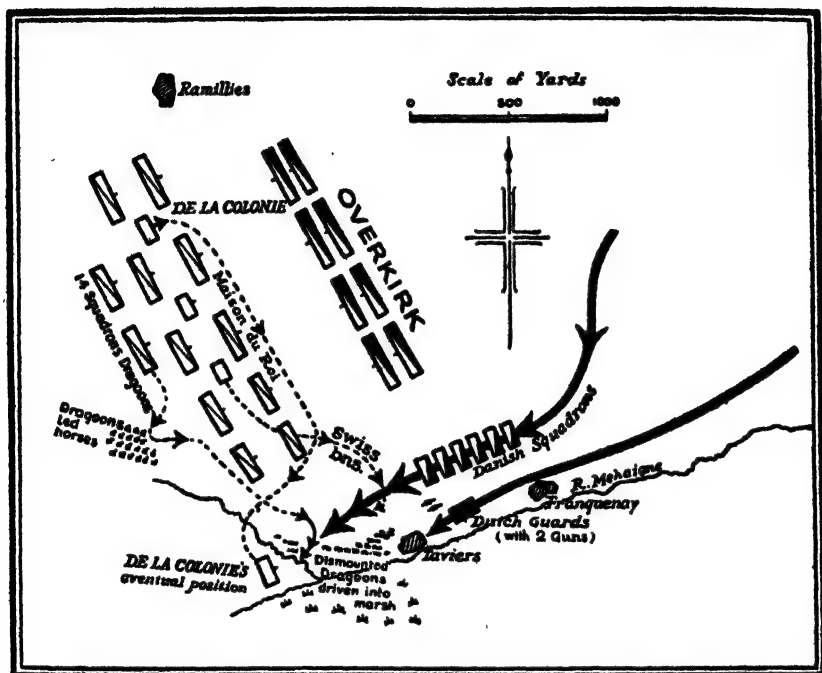 Scale of Yards
0 500 1000
Ramillies
DE LA COLONIE
OVERKIRK
14 Squadrons Dragoons
Maison du Roi
Dragoons
led
horses
Swiss
bns.
Danish Squadrons
R. Mehaigne
Franquenay
Dutch Guards
(with 2 Guns)
Taviers
DE LA COLONIE'S
eventual position
Dismounted
Dragoons
driven into
marsh